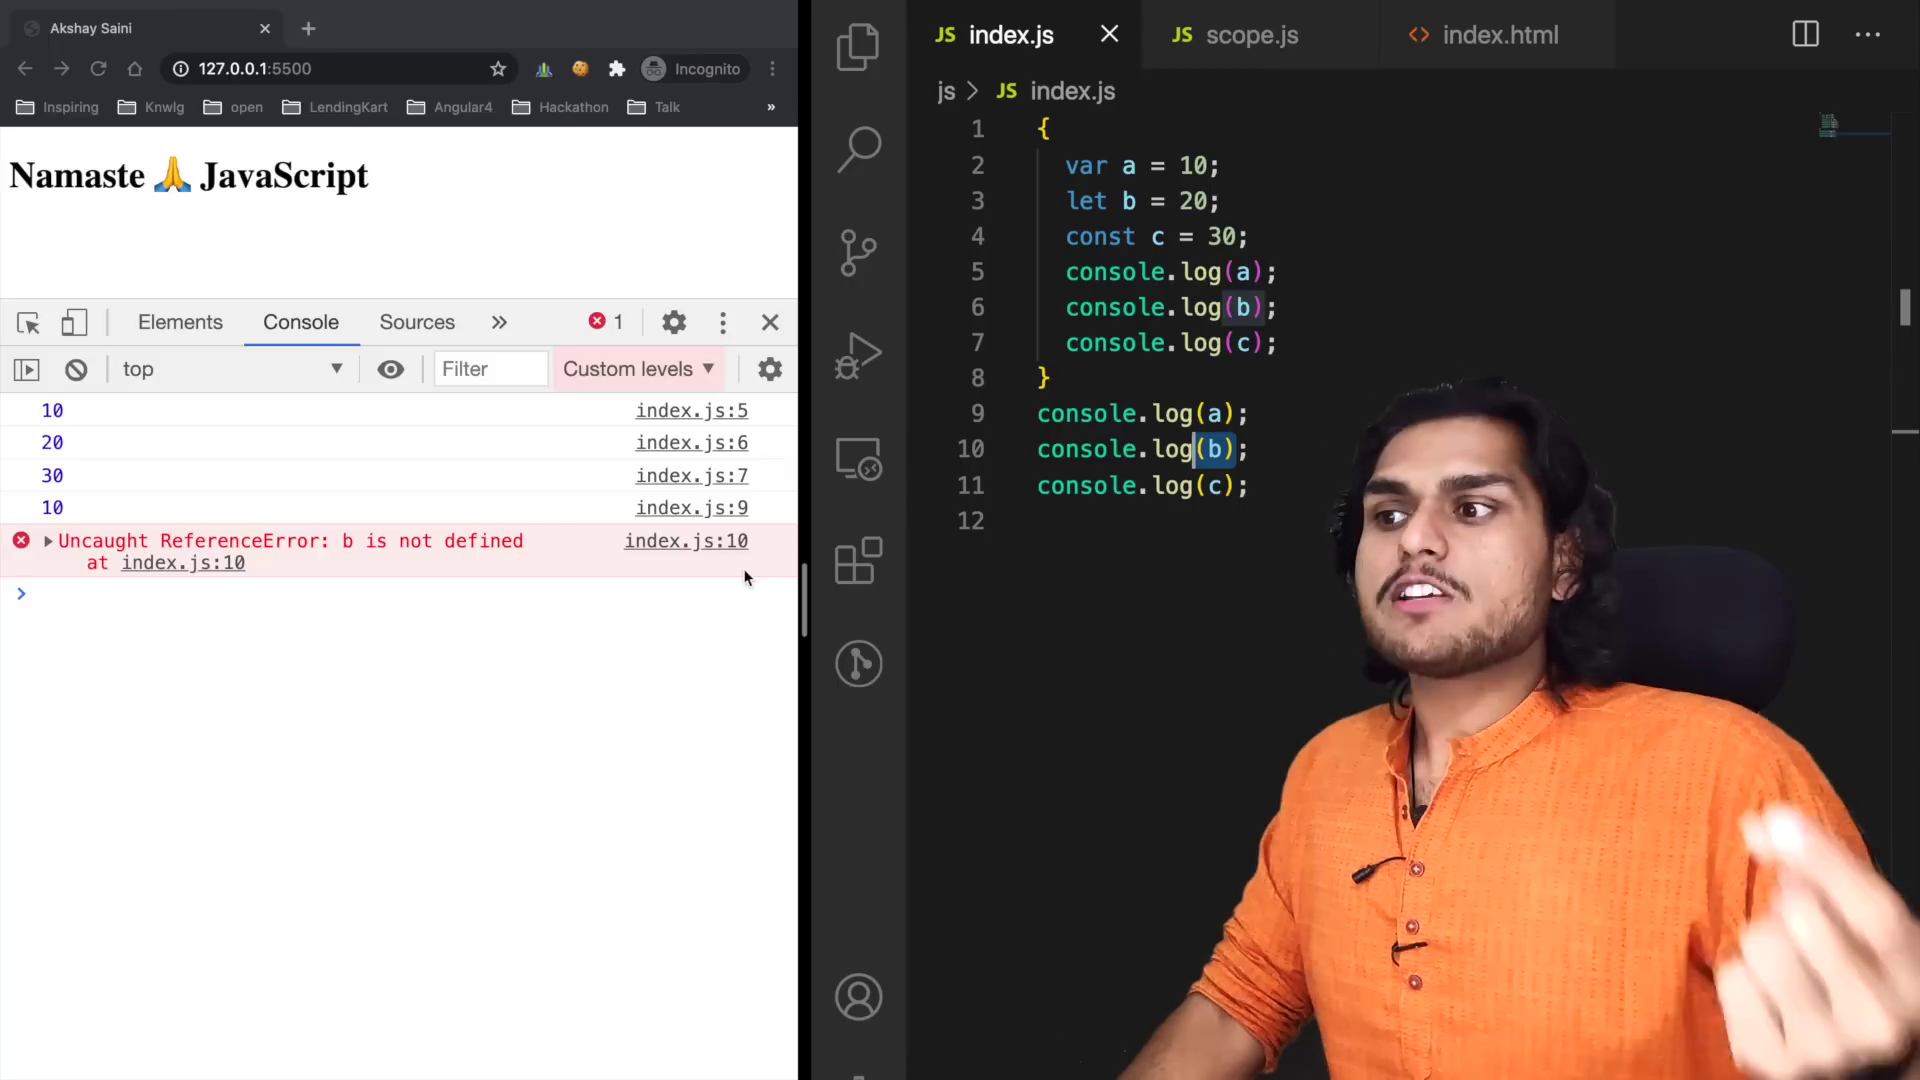 Akshay Saini
127.0.0.1:5500
Incognito
Inspiring Knwlg open LendingKart Angular4 Hackathon Talk »
Namaste 🙏 JavaScript
Elements Console Sources » 1
top Filter Custom levels ▼
10 index.js:5
20 index.js:6
30 index.js:7
10 index.js:9
Uncaught ReferenceError: b is not defined index.js:10
at index.js:10
JS index.js JS scope.js <> index.html
js > JS index.js
1 {
2 var a = 10;
3 let b = 20;
4 const c = 30;
5 console.log(a);
6 console.log(b);
7 console.log(c);
8 }
9 console.log(a);
10 console.log(b);
11 console.log(c);
12